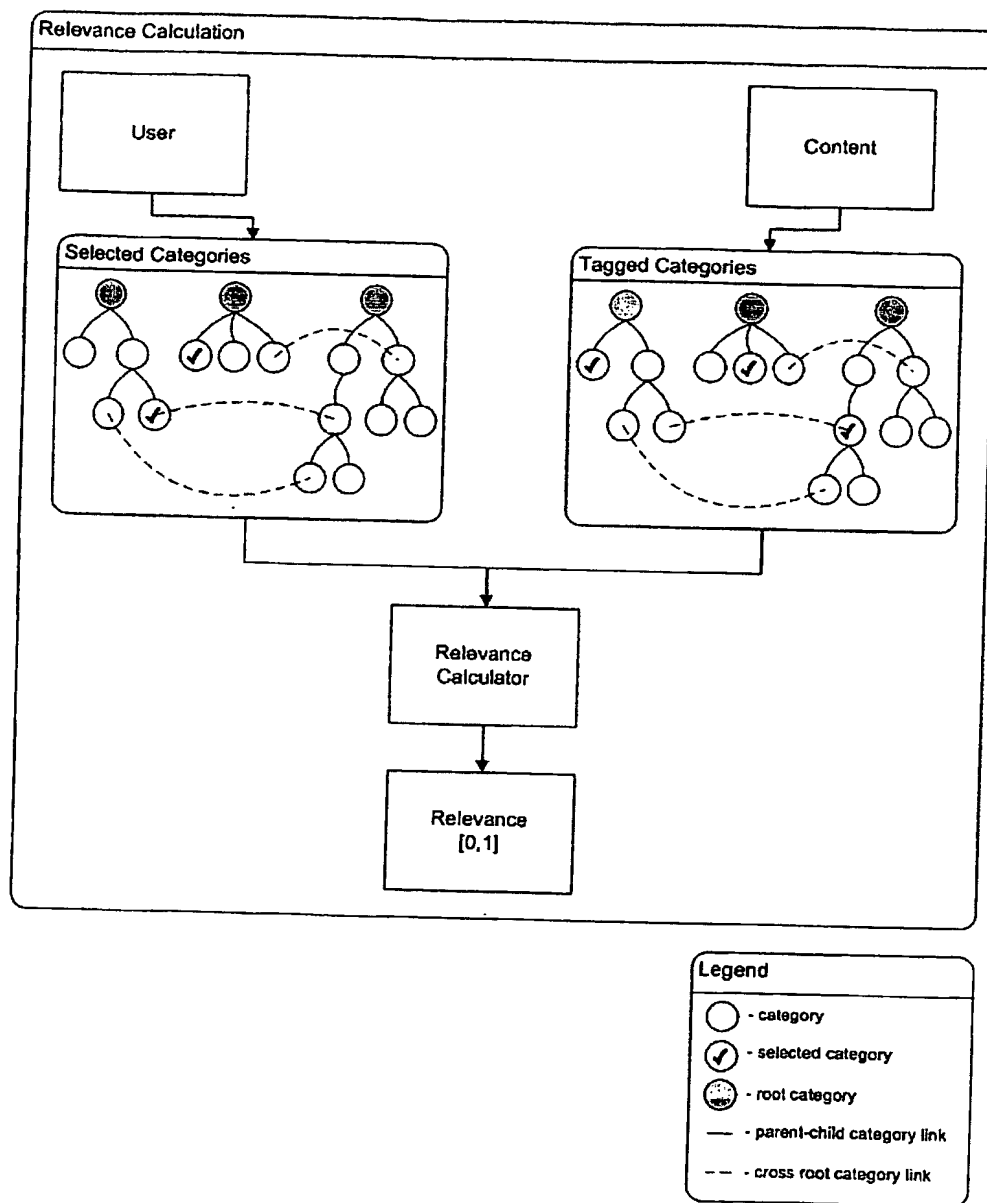 Relevance Calculation
User
Content
Selected Categories
Tagged Categories
Relevance
Calculator
Relevance
[0,1]
Legend
- category
- selected category
- root category
- parent-child category link
- cross root category link